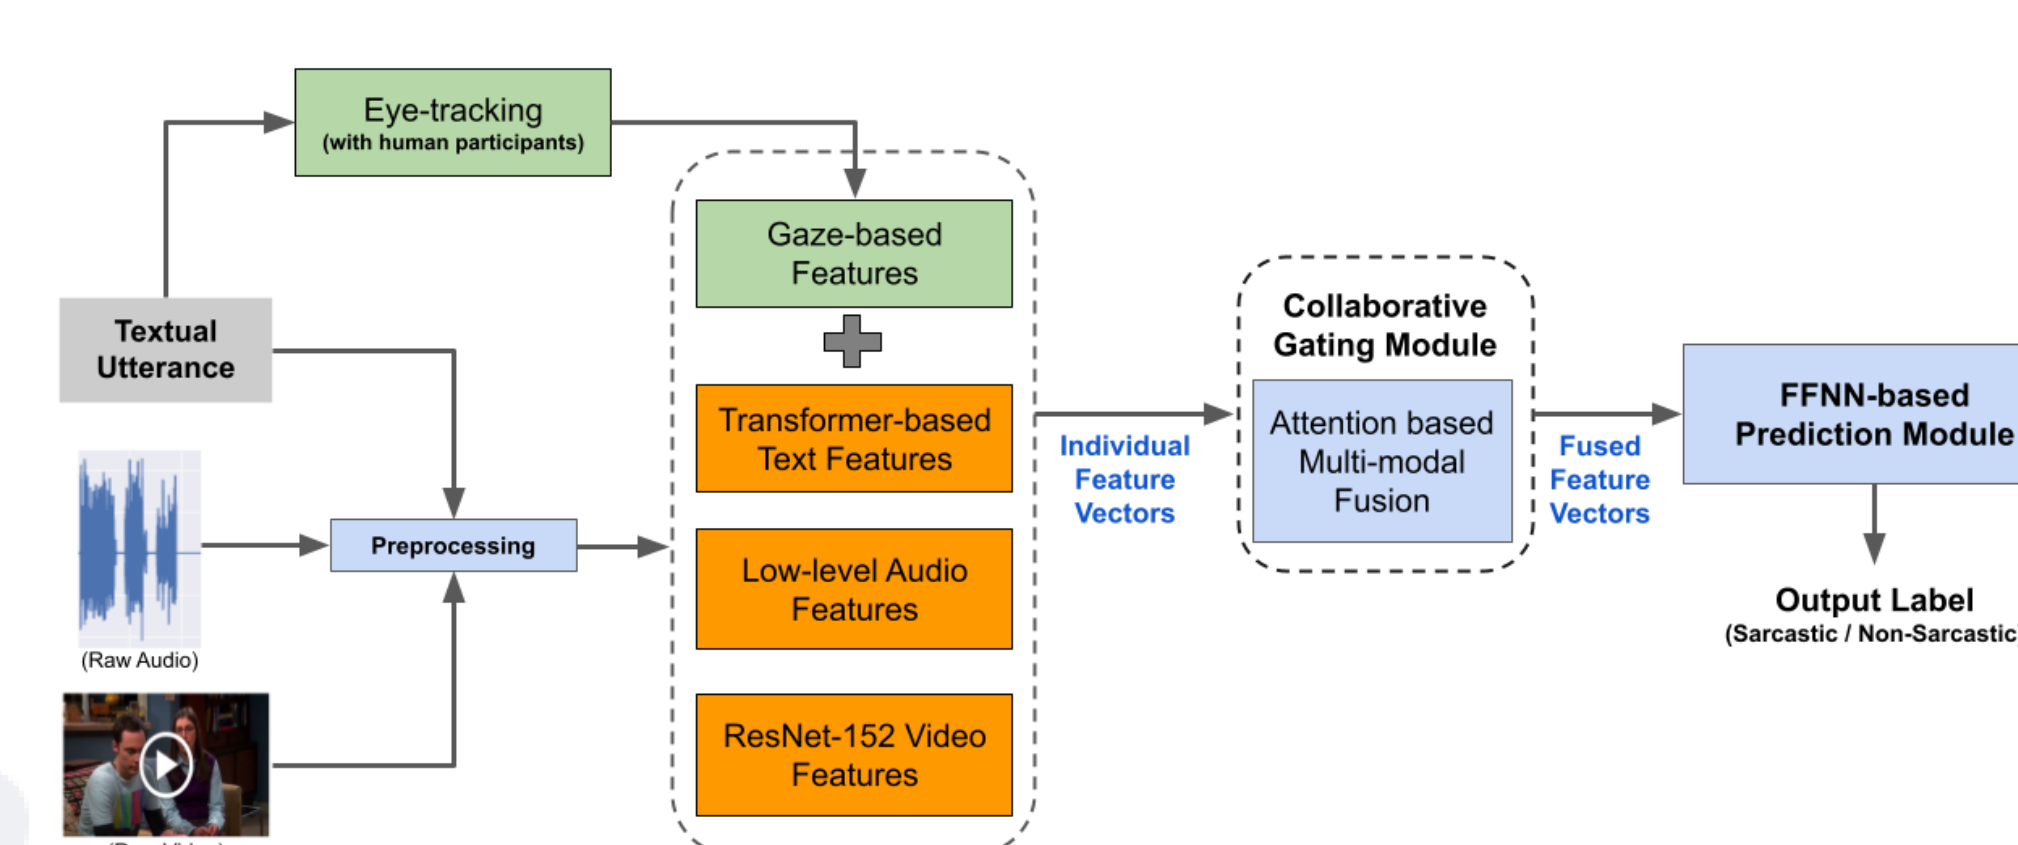 Eye-tracking
(with human participants)
Gaze-based
Features
Textual
Utterance
Transformer-based
Text Features
Preprocessing
Low-level Audio
Features
(Raw Audio)
ResNet-152 Video
Features
Individual
Feature
Vectors
Collaborative
Gating Module
Attention based
Multi-modal
Fusion
Fused
Feature
Vectors
FFNN-based
Prediction Module
Output Label
(Sarcastic / Non-Sarcastic)